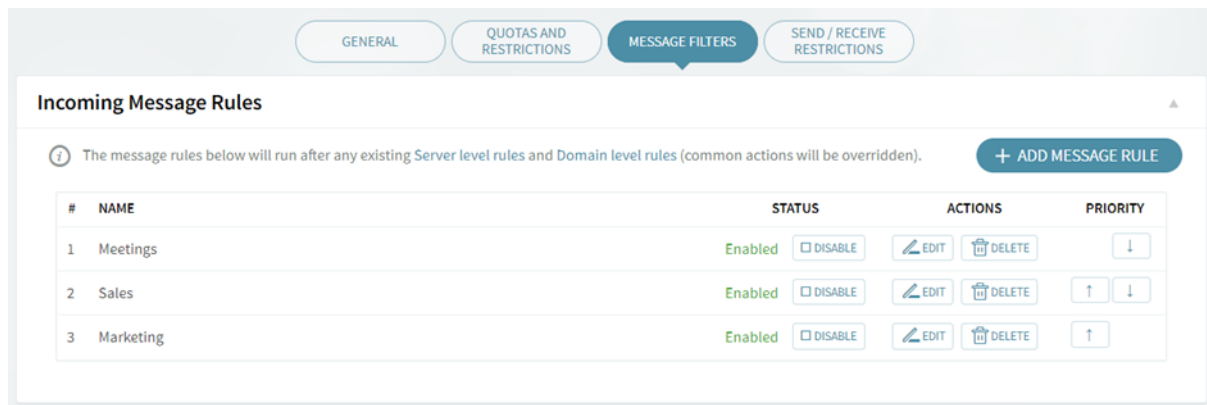 GENERAL
QUOTAS AND
RESTRICTIONS
MESSAGE FILTERS
SEND / RECEIVE
RESTRICTIONS
Incoming Message Rules
The message rules below will run after any existing Server level rules and Domain level rules (common actions will be overridden).
+ ADD MESSAGE RULE
# NAME STATUS ACTIONS PRIORITY
1 Meetings Enabled DISABLE EDIT DELETE ↓
2 Sales Enabled DISABLE EDIT DELETE ↑ ↓
3 Marketing Enabled DISABLE EDIT DELETE ↑